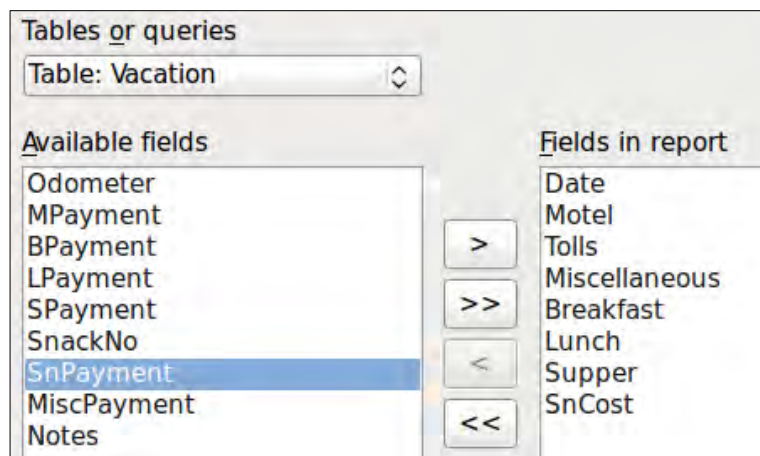 Tables or queries
Table: Vacation
Available fields
Odometer
MPayment
BPayment
LPayment
SPayment
SnackNo
SnPayment
MiscPayment
Notes
>
>>
<
<<
Fields in report
Date
Motel
Tolls
Miscellaneous
Breakfast
Lunch
Supper
SnCost